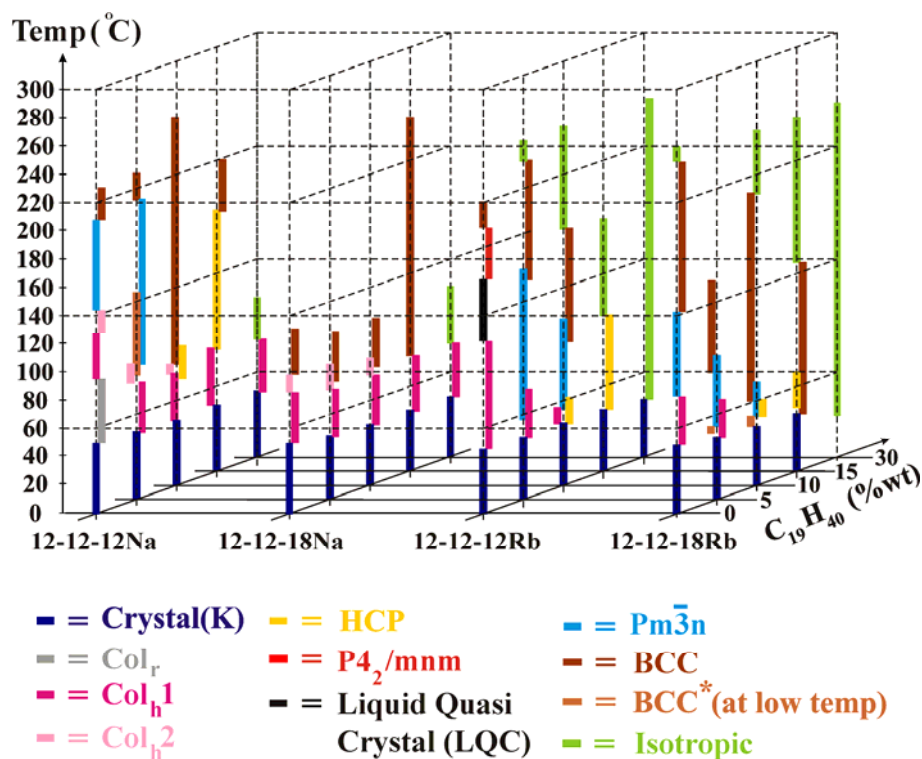 Temp(°C)
300
280
260
240
220
200
180
160
140
120
100
80
60
40
20
0
12-12-12Na 12-12-18Na 12-12-12Rb 12-12-18Rb
0 5 10 15 30
C₁₉H₄₀ (%wt)
= Crystal(K)
= Colᵣ
= Colₕ1
= Colₕ2
= HCP
= P4₂/mnm
= Liquid Quasi
Crystal (LQC)
= Pm3̄n
= BCC
= BCC*(at low temp)
= Isotropic